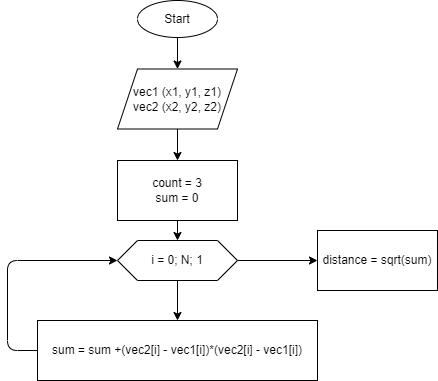 Start
vec1 (x1, y1, z1)
vec2 (x2, y2, z2)
count = 3
sum = 0
i = 0; N; 1
distance = sqrt(sum)
sum = sum +(vec2[i] - vec1[i])*(vec2[i] - vec1[i])